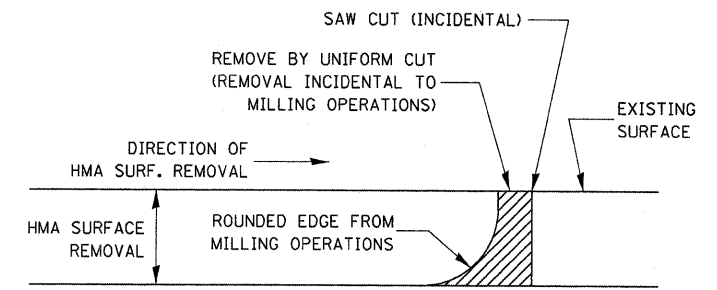 SAW CUT (INCIDENTAL)
REMOVE BY UNIFORM CUT
(REMOVAL INCIDENTAL TO
MILLING OPERATIONS)
EXISTING
SURFACE
DIRECTION OF
HMA SURF. REMOVAL
HMA SURFACE
REMOVAL
ROUNDED EDGE FROM
MILLING OPERATIONS